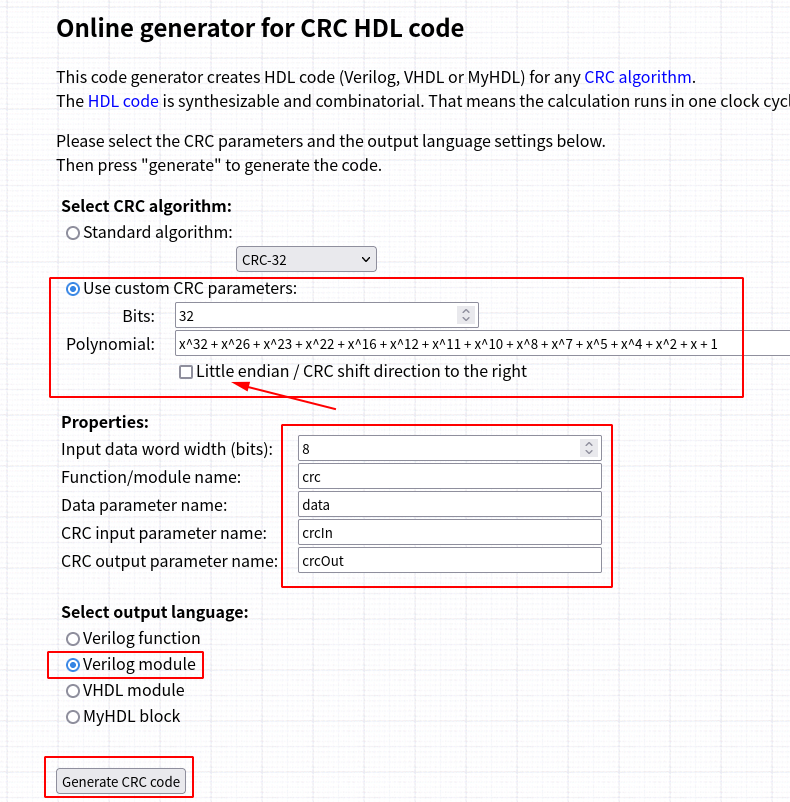 Online generator for CRC HDL code
This code generator creates HDL code (Verilog, VHDL or MyHDL) for any CRC algorithm.
The HDL code is synthesizable and combinatorial. That means the calculation runs in one clock cycl
Please select the CRC parameters and the output language settings below.
Then press "generate" to generate the code.
Select CRC algorithm:
Standard algorithm:
CRC-32
Use custom CRC parameters:
Bits: 32
Polynomial: x^32 + x^26 + x^23 + x^22 + x^16 + x^12 + x^11 + x^10 + x^8 + x^7 + x^5 + x^4 + x^2 + x + 1
Little endian / CRC shift direction to the right
Properties:
Input data word width (bits): 8
Function/module name: crc
Data parameter name: data
CRC input parameter name: crcIn
CRC output parameter name: crcOut
Select output language:
Verilog function
Verilog module
VHDL module
MyHDL block
Generate CRC code